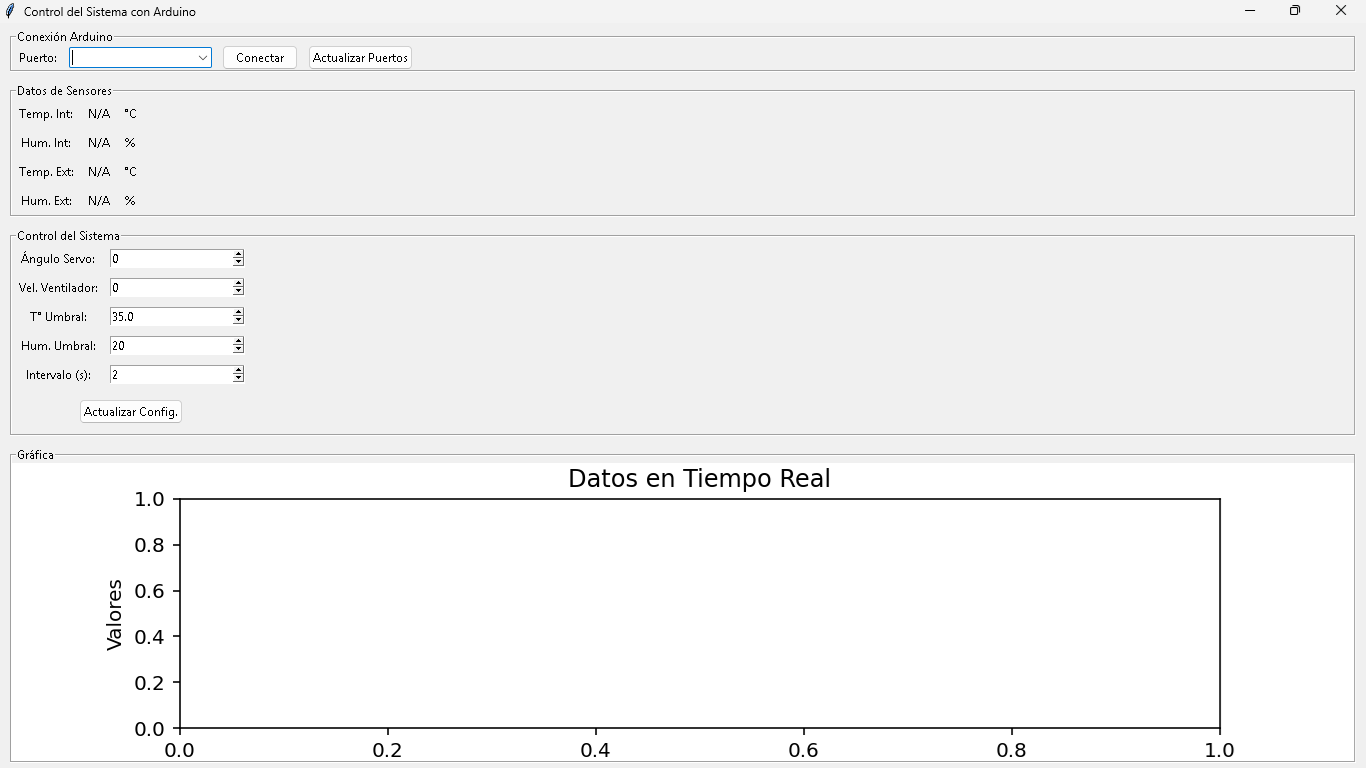 Control del Sistema con Arduino
Conexión Arduino
Puerto: Conectar Actualizar Puertos
Datos de Sensores
Temp. Int: N/A °C
Hum. Int: N/A %
Temp. Ext: N/A °C
Hum. Ext: N/A %
Control del Sistema
Ángulo Servo: 0
Vel. Ventilador: 0
T° Umbral: 35.0
Hum. Umbral: 20
Intervalo (s): 2
Actualizar Config.
Gráfica
Datos en Tiempo Real
1.0
0.8
0.6
0.4
0.2
0.0
Valores
0.0 0.2 0.4 0.6 0.8 1.0